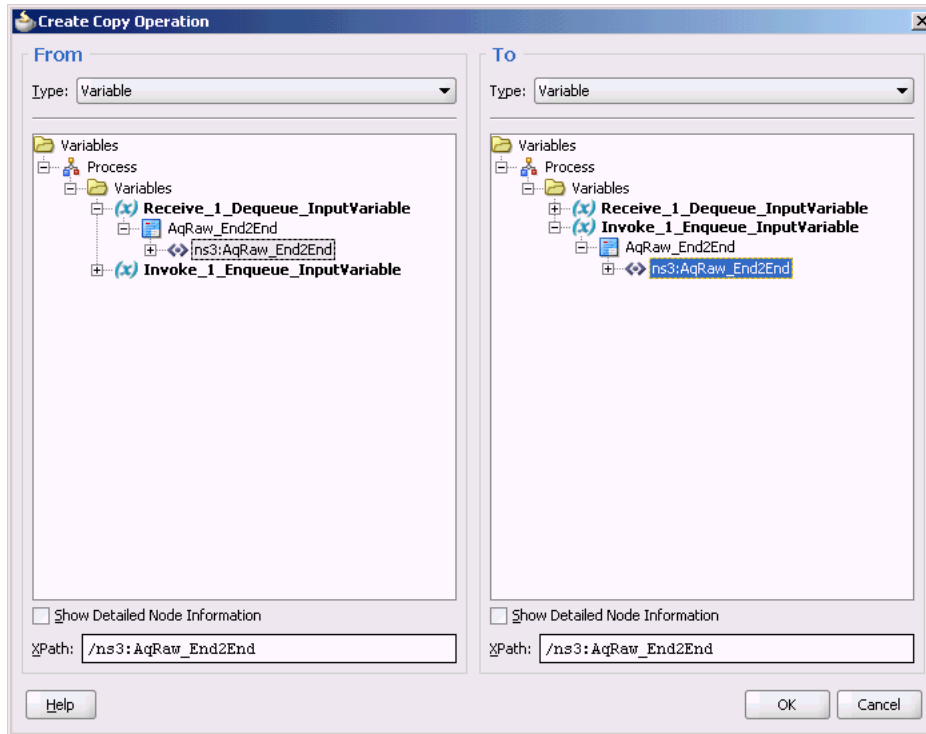 Create Copy Operation
From
Type: Variable
Variables
Process
Variables
Receive_1_Dequeue_InputVariable
AqRaw_End2End
ns3:AqRaw_End2End
Invoke_1_Enqueue_InputVariable
Show Detailed Node Information
XPath: /ns3:AqRaw_End2End
To
Type: Variable
Variables
Process
Variables
Receive_1_Dequeue_InputVariable
Invoke_1_Enqueue_InputVariable
AqRaw_End2End
ns3:AqRaw_End2End
Show Detailed Node Information
XPath: /ns3:AqRaw_End2End
Help
OK
Cancel